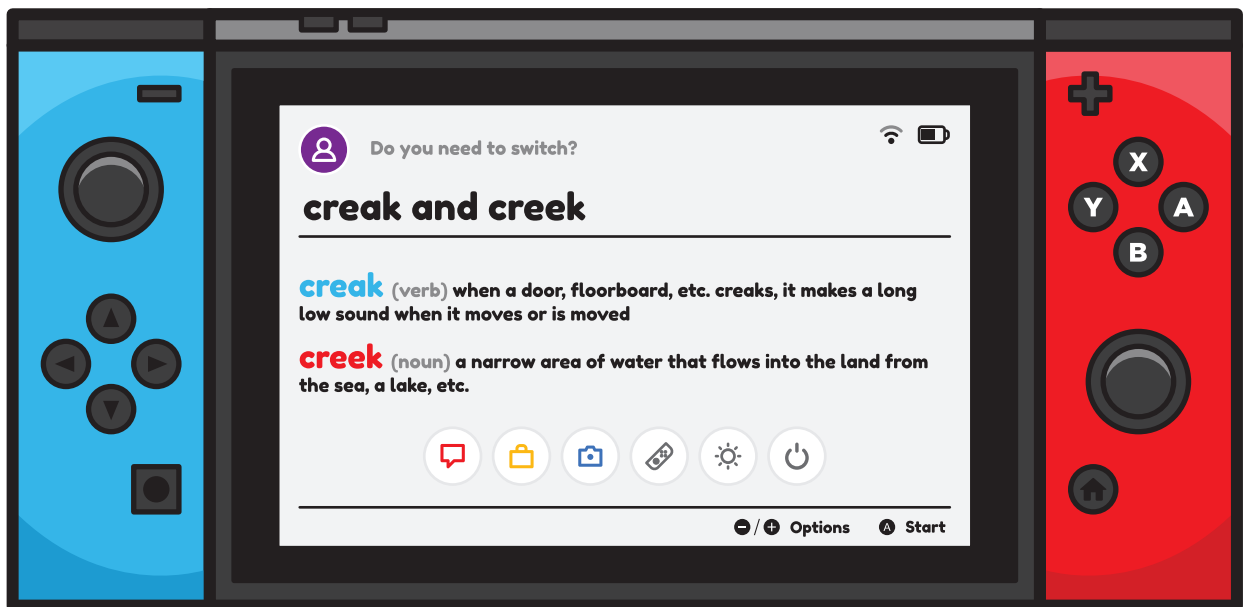 Do you need to switch?
creak and creek
creak (verb) when a door, floorboard, etc. creaks, it makes a long
low sound when it moves or is moved
creek (noun) a narrow area of water that flows into the land from
the sea, a lake, etc.
−/+ Options A Start
X
Y A
B